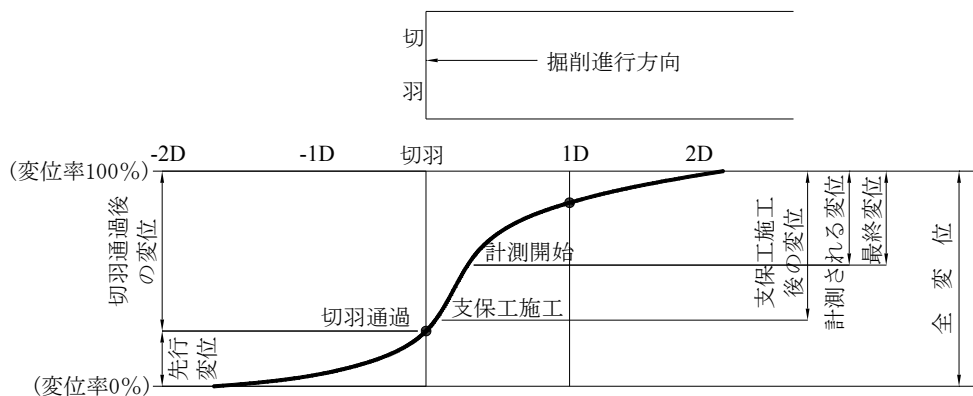 切羽
掘削進行方向
-2D
-1D
切羽
1D
2D
(変位率100%)
切羽通過後
の変位
計測開始
支保工施工
後の変位
計測される変位
最終変位
全変位
切羽通過
支保工施工
先行
変位
(変位率0%)